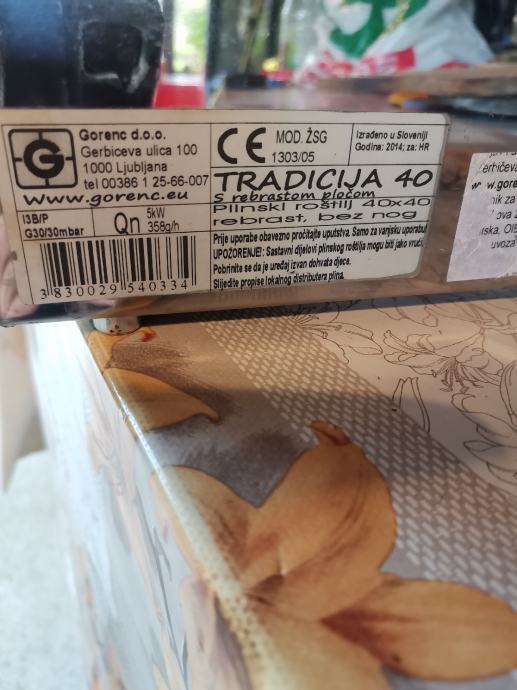 Gorenc d.o.o.
Gerbiceva ulica 100
1000 Ljubljana
tel 00386 1 25-66-007
www.gorenc.eu
G
I3B/P
G30/30mbar
Qn 5kW
358g/h
3 830029 540334
CE MOD. ŽSG
1303/05
Izrađeno u Sloveniji
Godina: 2014; za: HR
TRADICIJA 40
S rebrastom pločom
Plinski roštilj 40x40
rebrast, bez nog
Prije uporabe obavezno pročitajte uputstva. Samo za vanjsku uporabu!
UPOZORENJE!: Sastavni dijelovi plinskog roštilja mogu biti jako vrući.
Pobrinite se da je uređaj izvan dohvata djece.
Slijedite propise lokalnog distributera plina.